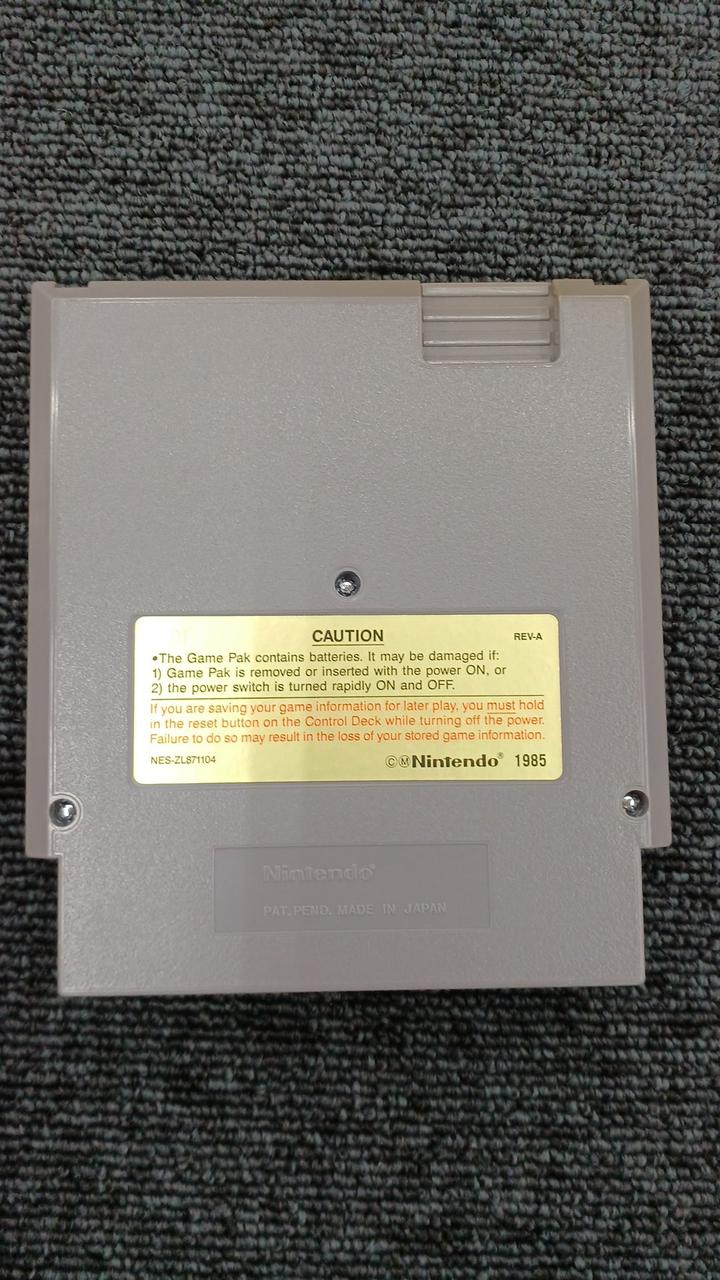 CAUTION REV-A
•The Game Pak contains batteries. It may be damaged if:
1) Game Pak is removed or inserted with the power ON, or
2) the power switch is turned rapidly ON and OFF.
If you are saving your game information for later play, you must hold
in the reset button on the Control Deck while turning off the power.
Failure to do so may result in the loss of your stored game information.
NES-ZL871104 ©ⓂNintendo® 1985
Nintendo®
PAT.PEND. MADE IN JAPAN